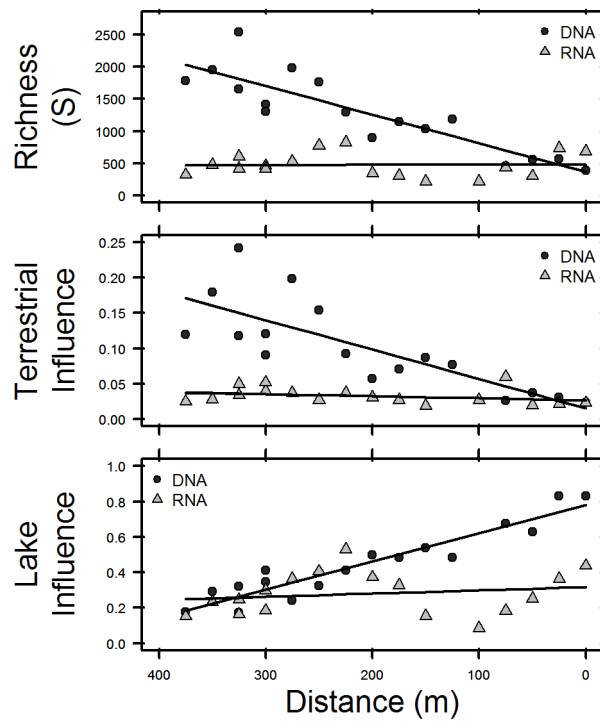 Richness
(S)
2500
2000
1500
1000
500
0
DNA
RNA
Terrestrial
Influence
0.25
0.20
0.15
0.10
0.05
0.00
DNA
RNA
Lake
Influence
1.0
0.8
0.6
0.4
0.2
0.0
DNA
RNA
400 300 200 100 0
Distance (m)